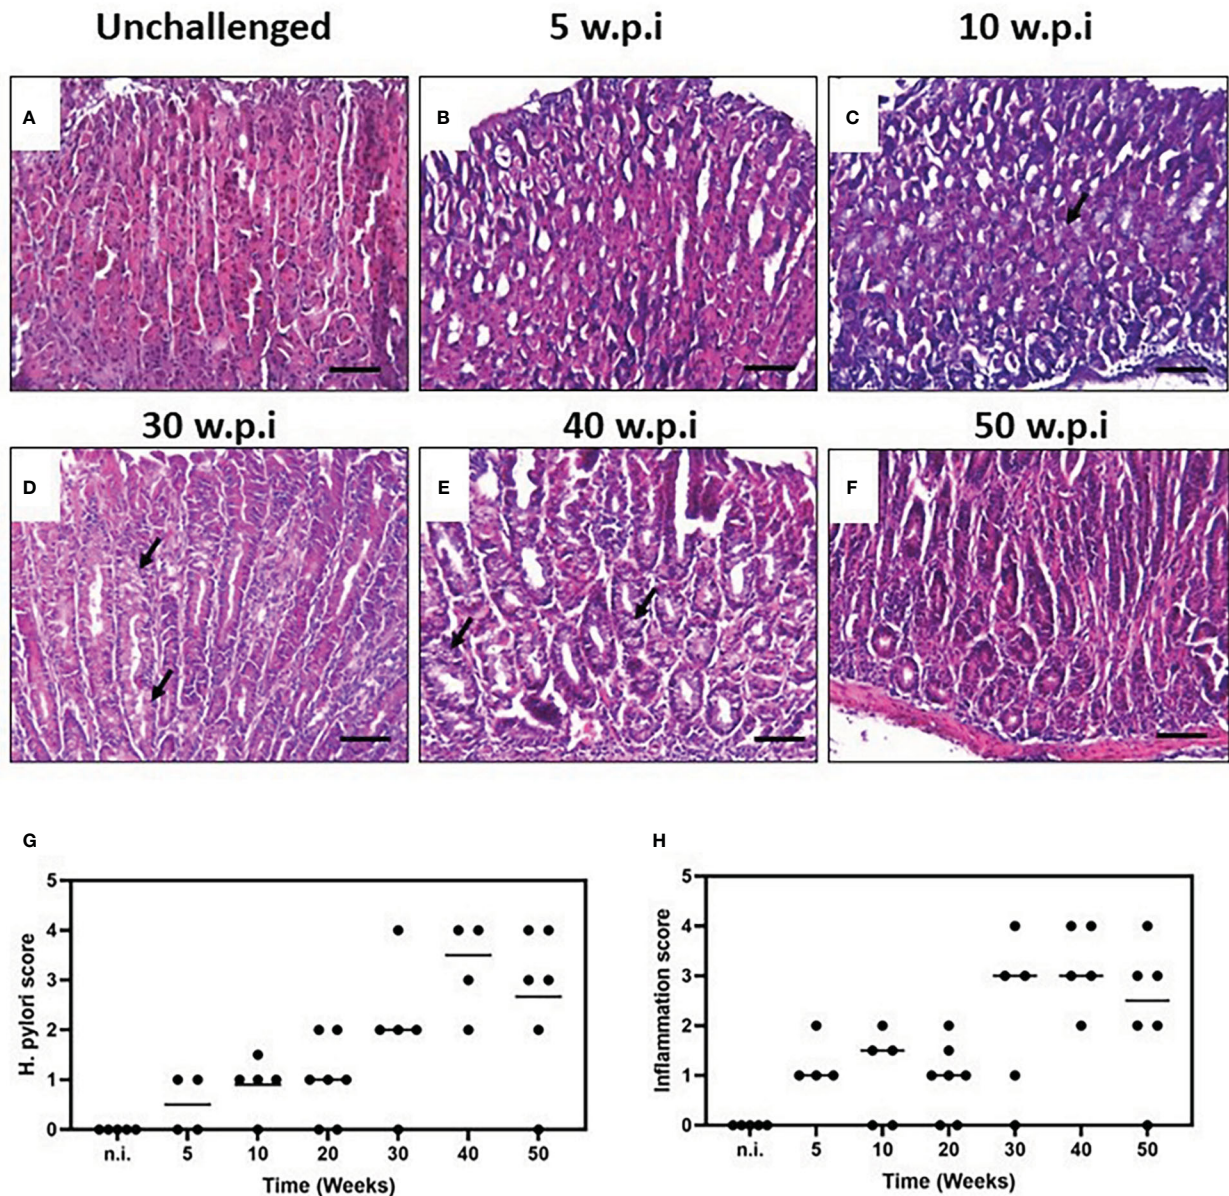 Unchallenged 5 w.p.i 10 w.p.i
A B C
30 w.p.i 40 w.p.i 50 w.p.i
D E F
G
H. pylori score
5
4
3
2
1
0
n.i. 5 10 20 30 40 50
Time (Weeks)
H
Inflammation score
5
4
3
2
1
0
n.i. 5 10 20 30 40 50
Time (Weeks)